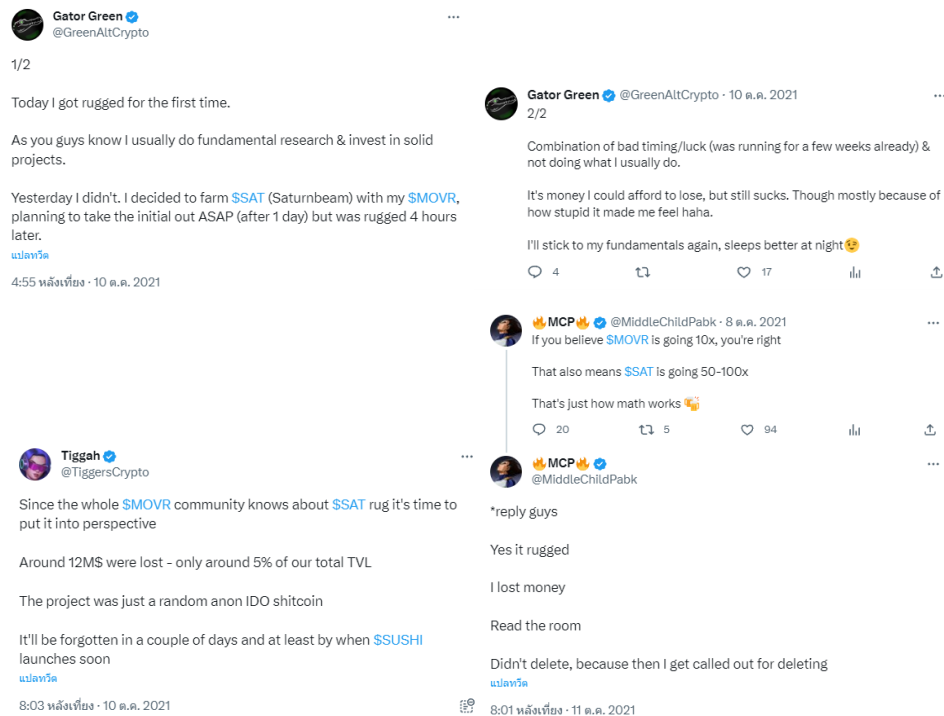 Gator Green
@GreenAltCrypto
1/2
Today I got rugged for the first time.
As you guys know I usually do fundamental research & invest in solid
projects.
Yesterday I didn't. I decided to farm $SAT (Saturnbeam) with my $MOVR,
planning to take the initial out ASAP (after 1 day) but was rugged 4 hours
later.
แปลทวีต
4:55 หลังเที่ยง · 10 ต.ค. 2021
Gator Green @GreenAltCrypto · 10 ต.ค. 2021
2/2
Combination of bad timing/luck (was running for a few weeks already) &
not doing what I usually do.
It's money I could afford to lose, but still sucks. Though mostly because of
how stupid it made me feel haha.
I'll stick to my fundamentals again, sleeps better at night😉
4 17
🔥MCP🔥 @MiddleChildPabk · 8 ต.ค. 2021
If you believe $MOVR is going 10x, you're right
That also means $SAT is going 50-100x
That's just how math works
20 5 94
Tiggah
@TiggersCrypto
Since the whole $MOVR community knows about $SAT rug it's time to
put it into perspective
Around 12M$ were lost - only around 5% of our total TVL
The project was just a random anon IDO shitcoin
It'll be forgotten in a couple of days and at least by when $SUSHI
launches soon
แปลทวีต
8:03 หลังเที่ยง · 10 ต.ค. 2021
🔥MCP🔥
@MiddleChildPabk
*reply guys
Yes it rugged
I lost money
Read the room
Didn't delete, because then I get called out for deleting
แปลทวีต
8:01 หลังเที่ยง · 11 ต.ค. 2021